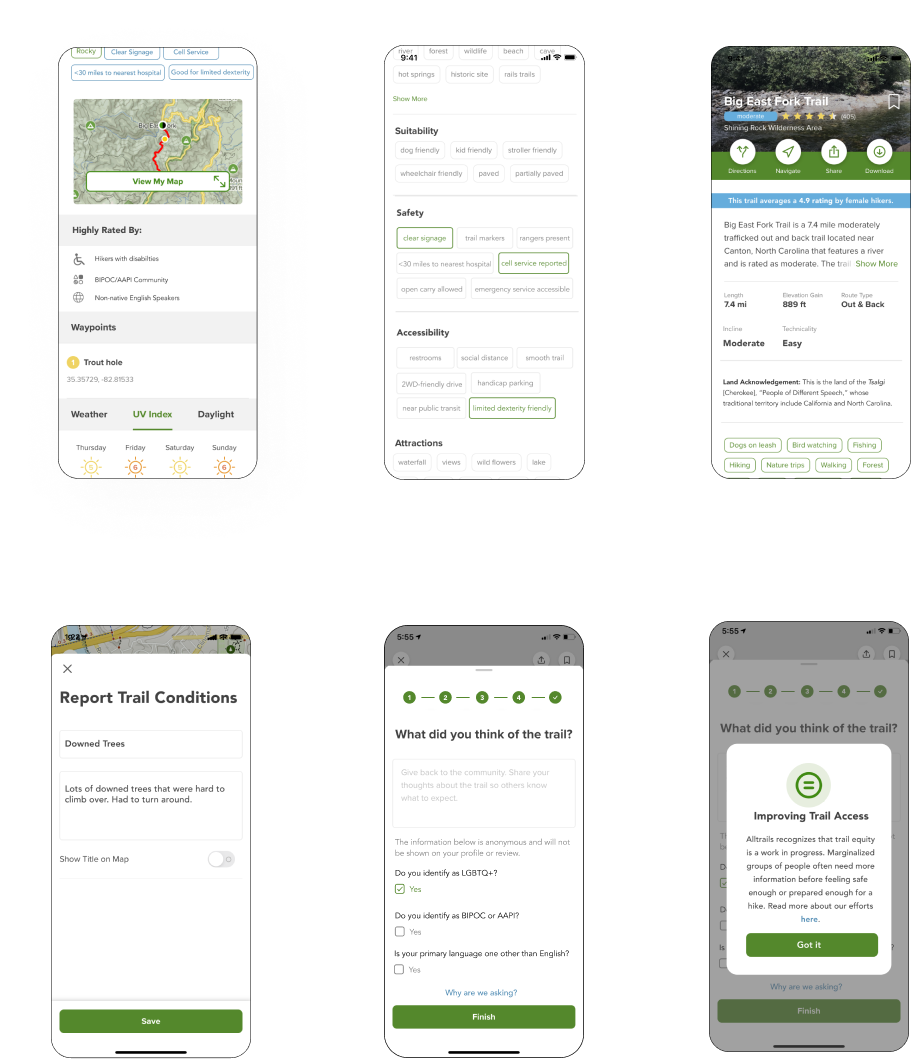 Rocky Clear Signage Cell Service
<30 miles to nearest hospital Good for limited dexterity
View My Map
Highly Rated By:
Hikers with disabilties
BIPOC/AAPI Community
Non-native English Speakers
Waypoints
1 Trout hole
35.35729, -82.81533
Weather UV Index Daylight
Thursday Friday Saturday Sunday
5 6 5 6
river forest wildlife beach cave
9:41
hot springs historic site rails trails
Show More
Suitability
dog friendly kid friendly stroller friendly
wheelchair friendly paved partially paved
Safety
clear signage trail markers rangers present
<30 miles to nearest hospital cell service reported
open carry allowed emergency service accessible
Accessibility
restrooms social distance smooth trail
2WD-friendly drive handicap parking
near public transit limited dexterity friendly
Attractions
waterfall views wild flowers lake
9:41
Big East Fork Trail
moderate (405)
Shining Rock Wilderness Area
Directions Navigate Share Download
This trail averages a 4.9 rating by female hikers.
Big East Fork Trail is a 7.4 mile moderately
trafficked out and back trail located near
Canton, North Carolina that features a river
and is rated as moderate. The trail Show More
Length Elevation Gain Route Type
7.4 mi 889 ft Out & Back
Incline Technicality
Moderate Easy
Land Acknowledgement: This is the land of the Tsalgi
[Cherokee], "People of Different Speech," whose
traditional territory include California and North Carolina.
Dogs on leash Bird watching Fishing
Hiking Nature trips Walking Forest
Report Trail Conditions
Downed Trees
Lots of downed trees that were hard to
climb over. Had to turn around.
Show Title on Map
Save
5:55
1 2 3 4
What did you think of the trail?
Give back to the community. Share your
thoughts about the trail so others know
what to expect.
The information below is anonymous and will not
be shown on your profile or review.
Do you identify as LGBTQ+?
Yes
Do you identify as BIPOC or AAPI?
Yes
Is your primary language one other than English?
Yes
Why are we asking?
Finish
5:55
1 2 3 4
What did you think of the trail?
Improving Trail Access
Alltrails recognizes that trail equity
is a work in progress. Marginalized
groups of people often need more
information before feeling safe
enough or prepared enough for a
hike. Read more about our efforts
here.
Got it
Why are we asking?
Finish